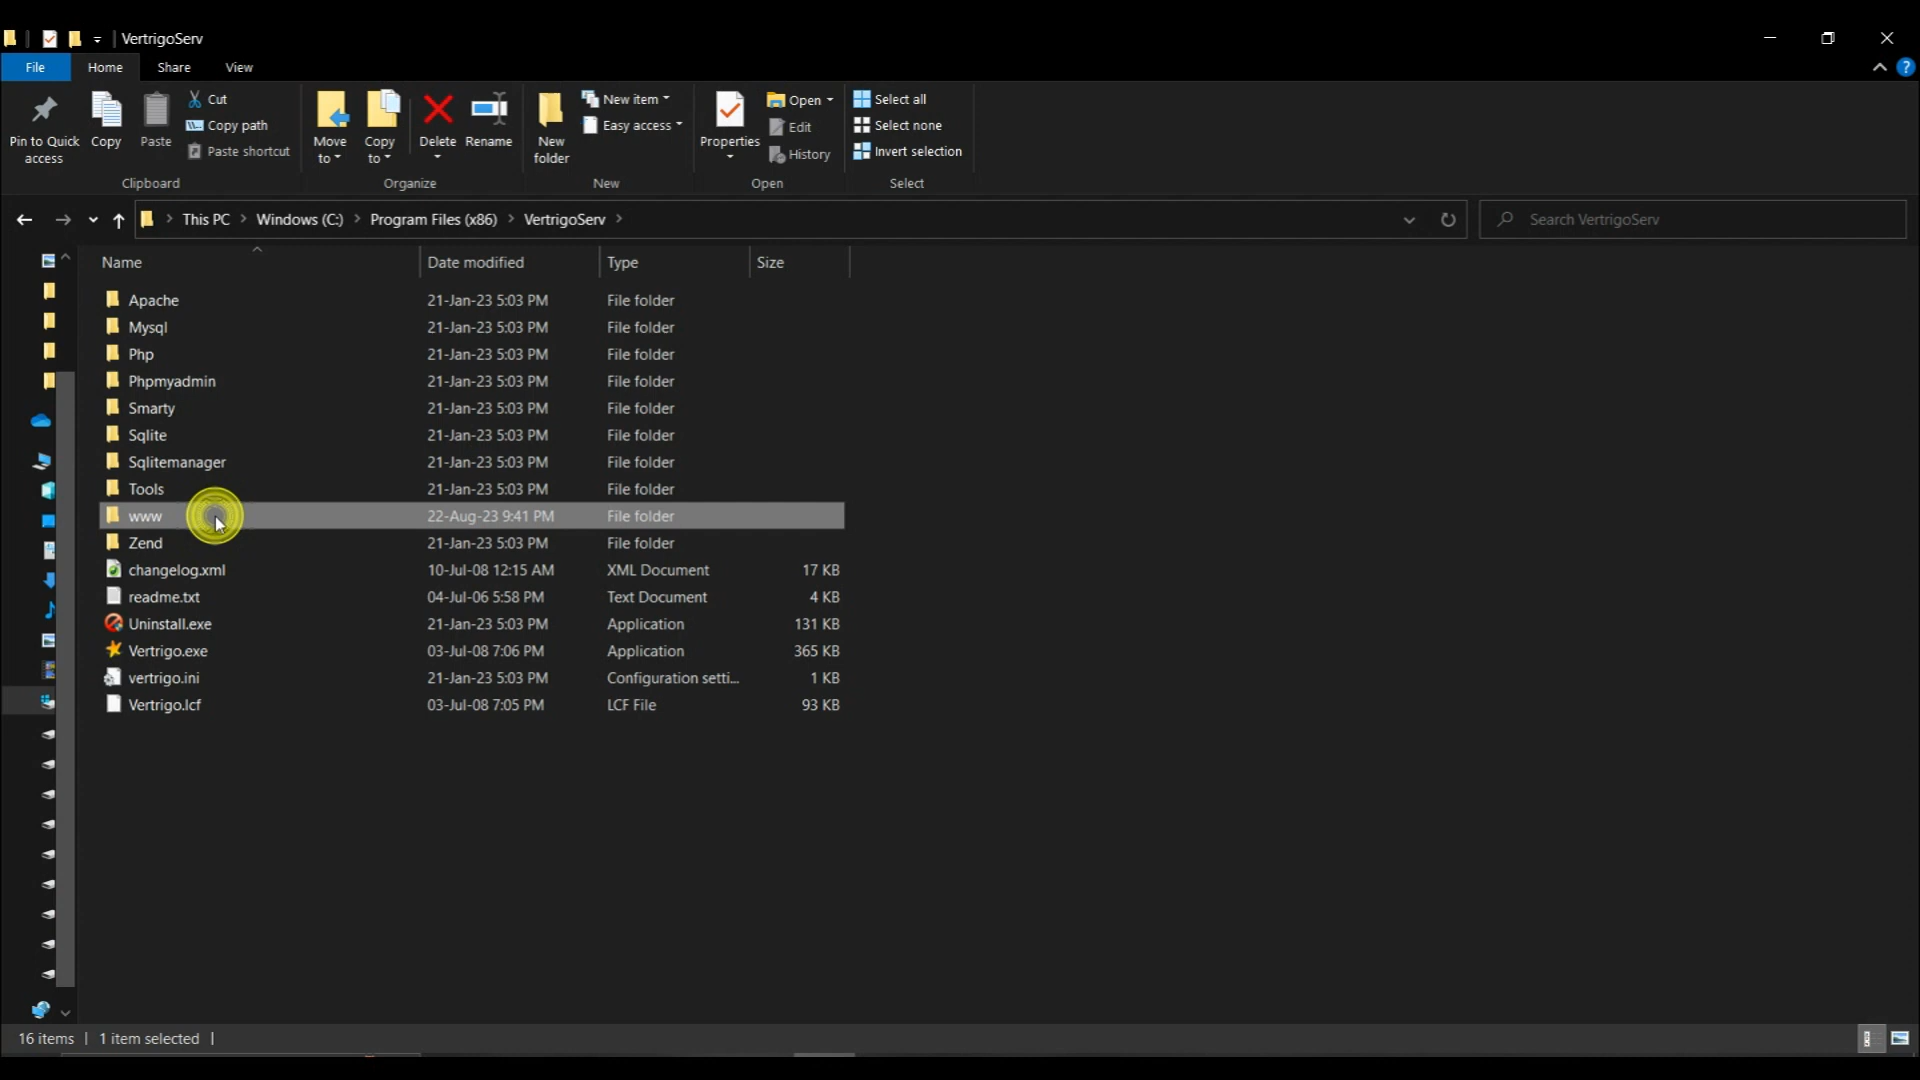 VertrigoServ
File Home Share View
Pin to Quick access
Copy
Paste
Cut
Copy path
Paste shortcut
Clipboard
Move to
Copy to
Delete
Rename
Organize
New folder
New item
Easy access
New
Properties
Open
Edit
History
Open
Select all
Select none
Invert selection
Select
This PC > Windows (C:) > Program Files (x86) > VertrigoServ >
Search VertrigoServ
Name Date modified Type Size
Apache 21-Jan-23 5:03 PM File folder
Mysql 21-Jan-23 5:03 PM File folder
Php 21-Jan-23 5:03 PM File folder
Phpmyadmin 21-Jan-23 5:03 PM File folder
Smarty 21-Jan-23 5:03 PM File folder
Sqlite 21-Jan-23 5:03 PM File folder
Sqlitemanager 21-Jan-23 5:03 PM File folder
Tools 21-Jan-23 5:03 PM File folder
www 22-Aug-23 9:41 PM File folder
Zend 21-Jan-23 5:03 PM File folder
changelog.xml 10-Jul-08 12:15 AM XML Document 17 KB
readme.txt 04-Jul-06 5:58 PM Text Document 4 KB
Uninstall.exe 21-Jan-23 5:03 PM Application 131 KB
Vertrigo.exe 03-Jul-08 7:06 PM Application 365 KB
vertrigo.ini 21-Jan-23 5:03 PM Configuration setti... 1 KB
Vertrigo.lcf 03-Jul-08 7:05 PM LCF File 93 KB
16 items 1 item selected